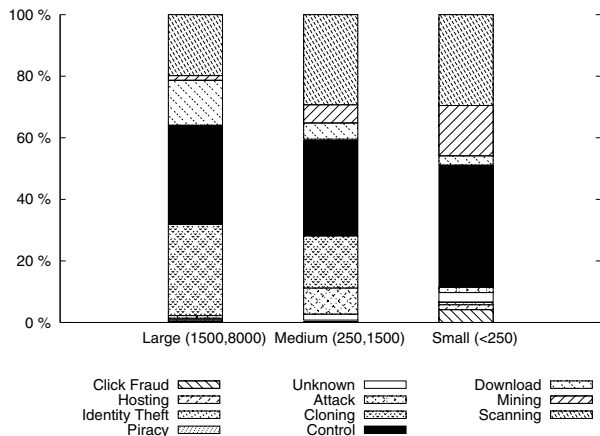 100 %
80 %
60 %
40 %
20 %
0 %
Large (1500,8000) Medium (250,1500) Small (<250)
Click Fraud Unknown Download
Hosting Attack Mining
Identity Theft Cloning Scanning
Piracy Control